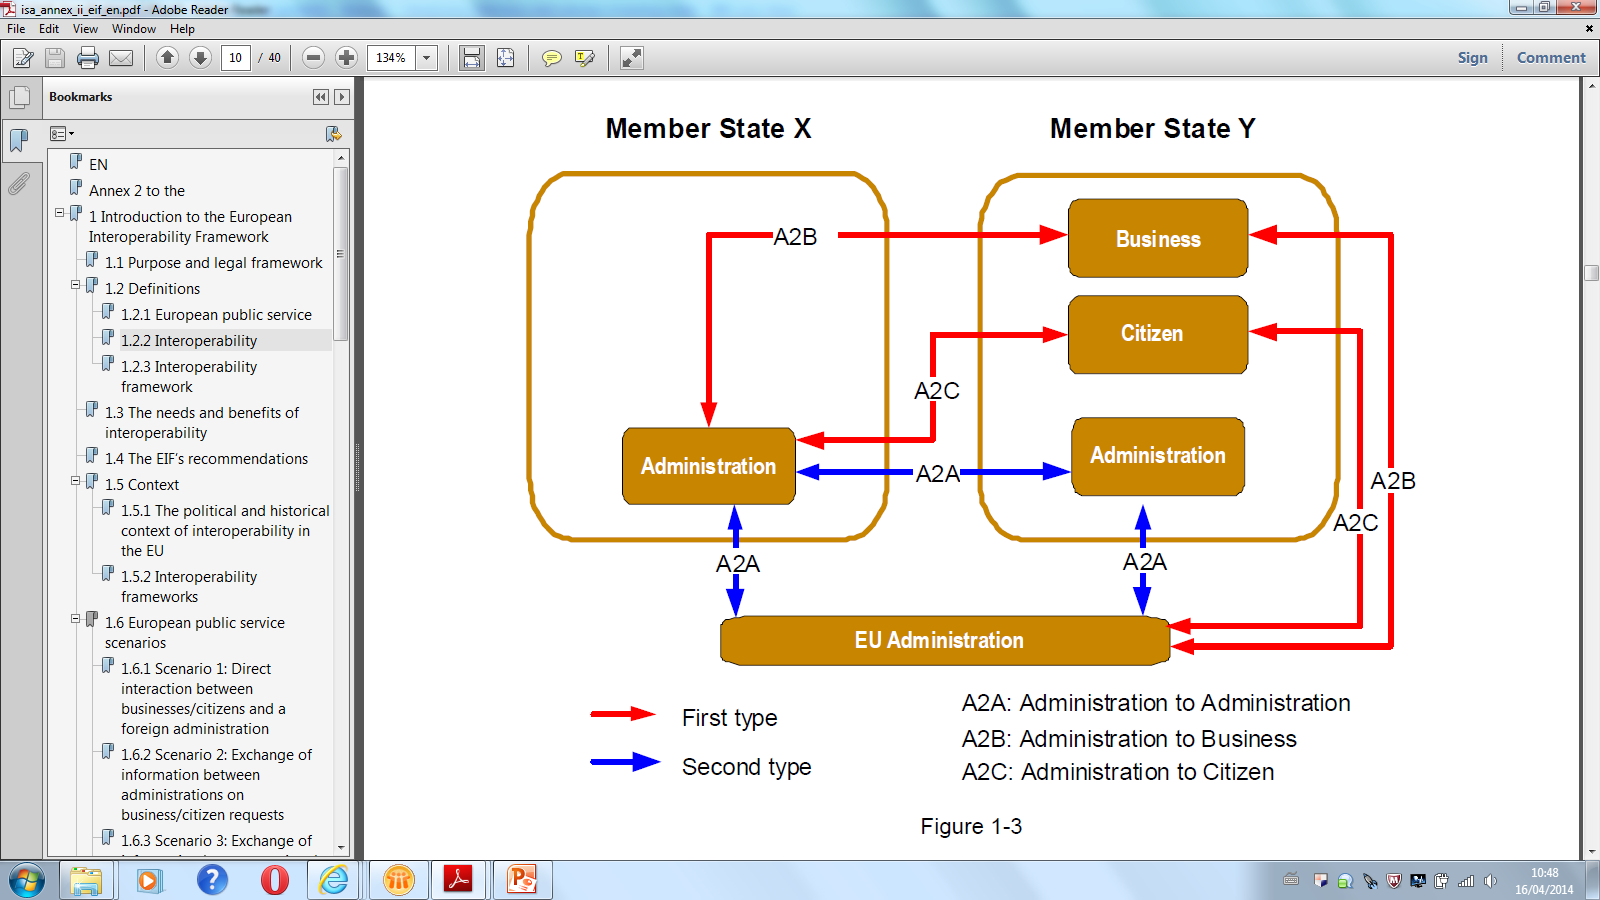 isa_annex_ii_eif_en.pdf - Adobe Reader
File Edit View Window Help
10 / 40
134%
Sign Comment
Bookmarks
EN
Annex 2 to the
1 Introduction to the European
Interoperability Framework
1.1 Purpose and legal framework
1.2 Definitions
1.2.1 European public service
1.2.2 Interoperability
1.2.3 Interoperability
framework
1.3 The needs and benefits of
interoperability
1.4 The EIF's recommendations
1.5 Context
1.5.1 The political and historical
context of interoperability in
the EU
1.5.2 Interoperability
frameworks
1.6 European public service
scenarios
1.6.1 Scenario 1: Direct
interaction between
businesses/citizens and a
foreign administration
1.6.2 Scenario 2: Exchange of
information between
administrations on
business/citizen requests
1.6.3 Scenario 3: Exchange of
Member State X
Member State Y
A2B
Business
Citizen
A2C
Administration
A2A
Administration
A2B
A2C
A2A
A2A
EU Administration
First type
Second type
A2A: Administration to Administration
A2B: Administration to Business
A2C: Administration to Citizen
Figure 1-3
10:48
16/04/2014